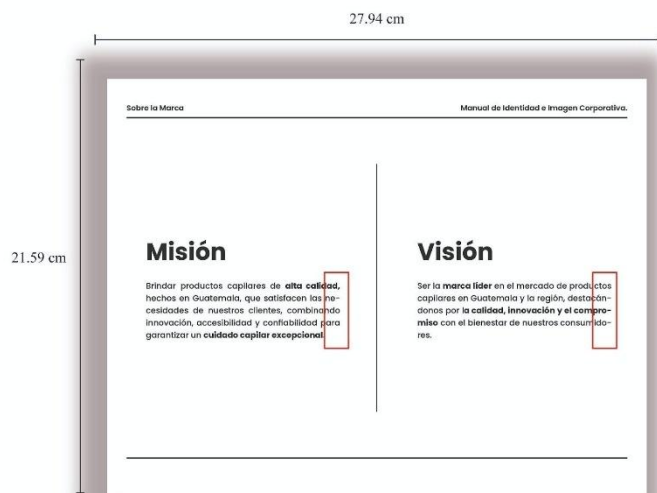 27.94 cm
21.59 cm
Sobre la Marca
Manual de Identidad e Imagen Corporativa.
Misión
Brindar productos capilares de alta calidad,
hechos en Guatemala, que satisfacen las ne-
cesidades de nuestros clientes, combinando
innovación, accesibilidad y confiabilidad para
garantizar un cuidado capilar excepcional.
Visión
Ser la marca líder en el mercado de productos
capilares en Guatemala y la región, destacán-
donos por la calidad, innovación y el compro-
miso con el bienestar de nuestros consumido-
res.